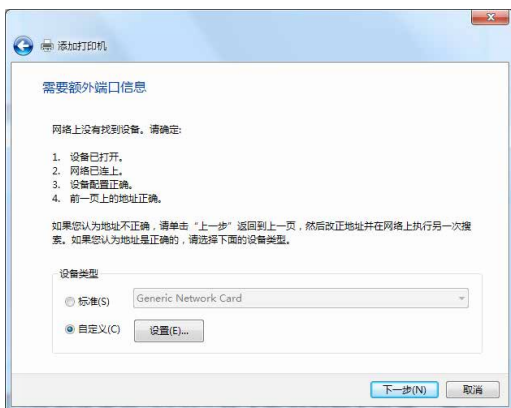 添加打印机
需要额外端口信息
网络上没有找到设备。请确定:
1. 设备已打开。
2. 网络已连上。
3. 设备配置正确。
4. 前一页上的地址正确。
如果您认为地址不正确，请单击“上一步”返回到上一页，然后改正地址并在网络上执行另一次搜
索。如果您认为地址是正确的，请选择下面的设备类型。
设备类型
标准(S) Generic Network Card
自定义(C) 设置(E)...
下一步(N) 取消